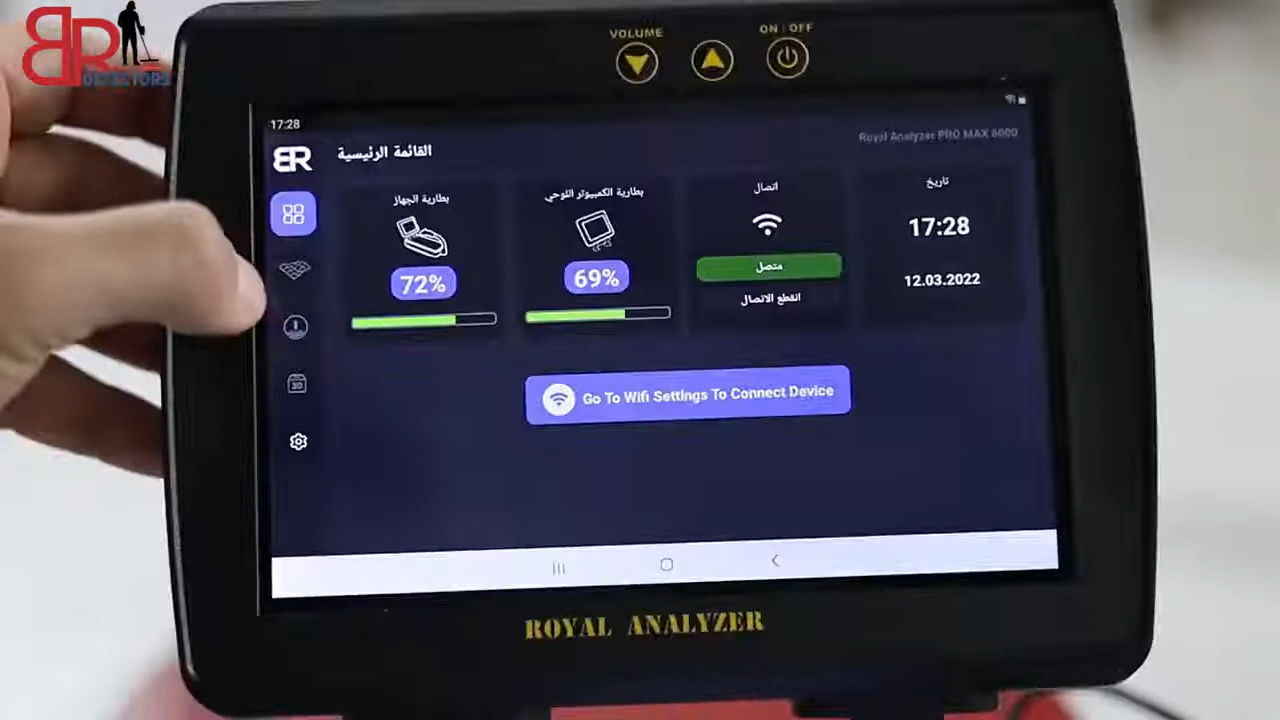 BR
DETECTORS
VOLUME
ON | OFF
17:28
BR
القائمة الرئيسية
Royal Analyzer PRO MAX 6000
بطارية الجهاز
72%
بطارية الكمبيوتر اللوحي
69%
اتصال
متصل
انقطع الاتصال
تاريخ
17:28
12.03.2022
3D
Go To Wifi Settings To Connect Device
ROYAL ANALYZER